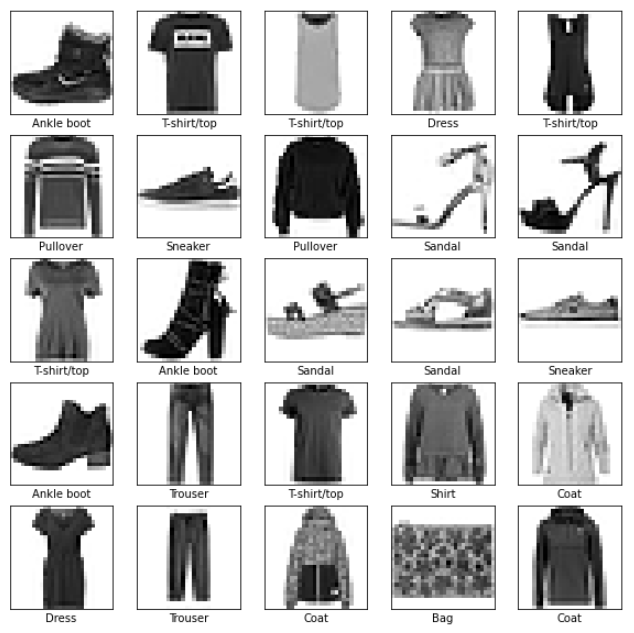 Ankle boot
T-shirt/top
T-shirt/top
Dress
T-shirt/top
Pullover
Sneaker
Pullover
Sandal
Sandal
T-shirt/top
Ankle boot
Sandal
Sandal
Sneaker
Ankle boot
Trouser
T-shirt/top
Shirt
Coat
Dress
Trouser
Coat
Bag
Coat